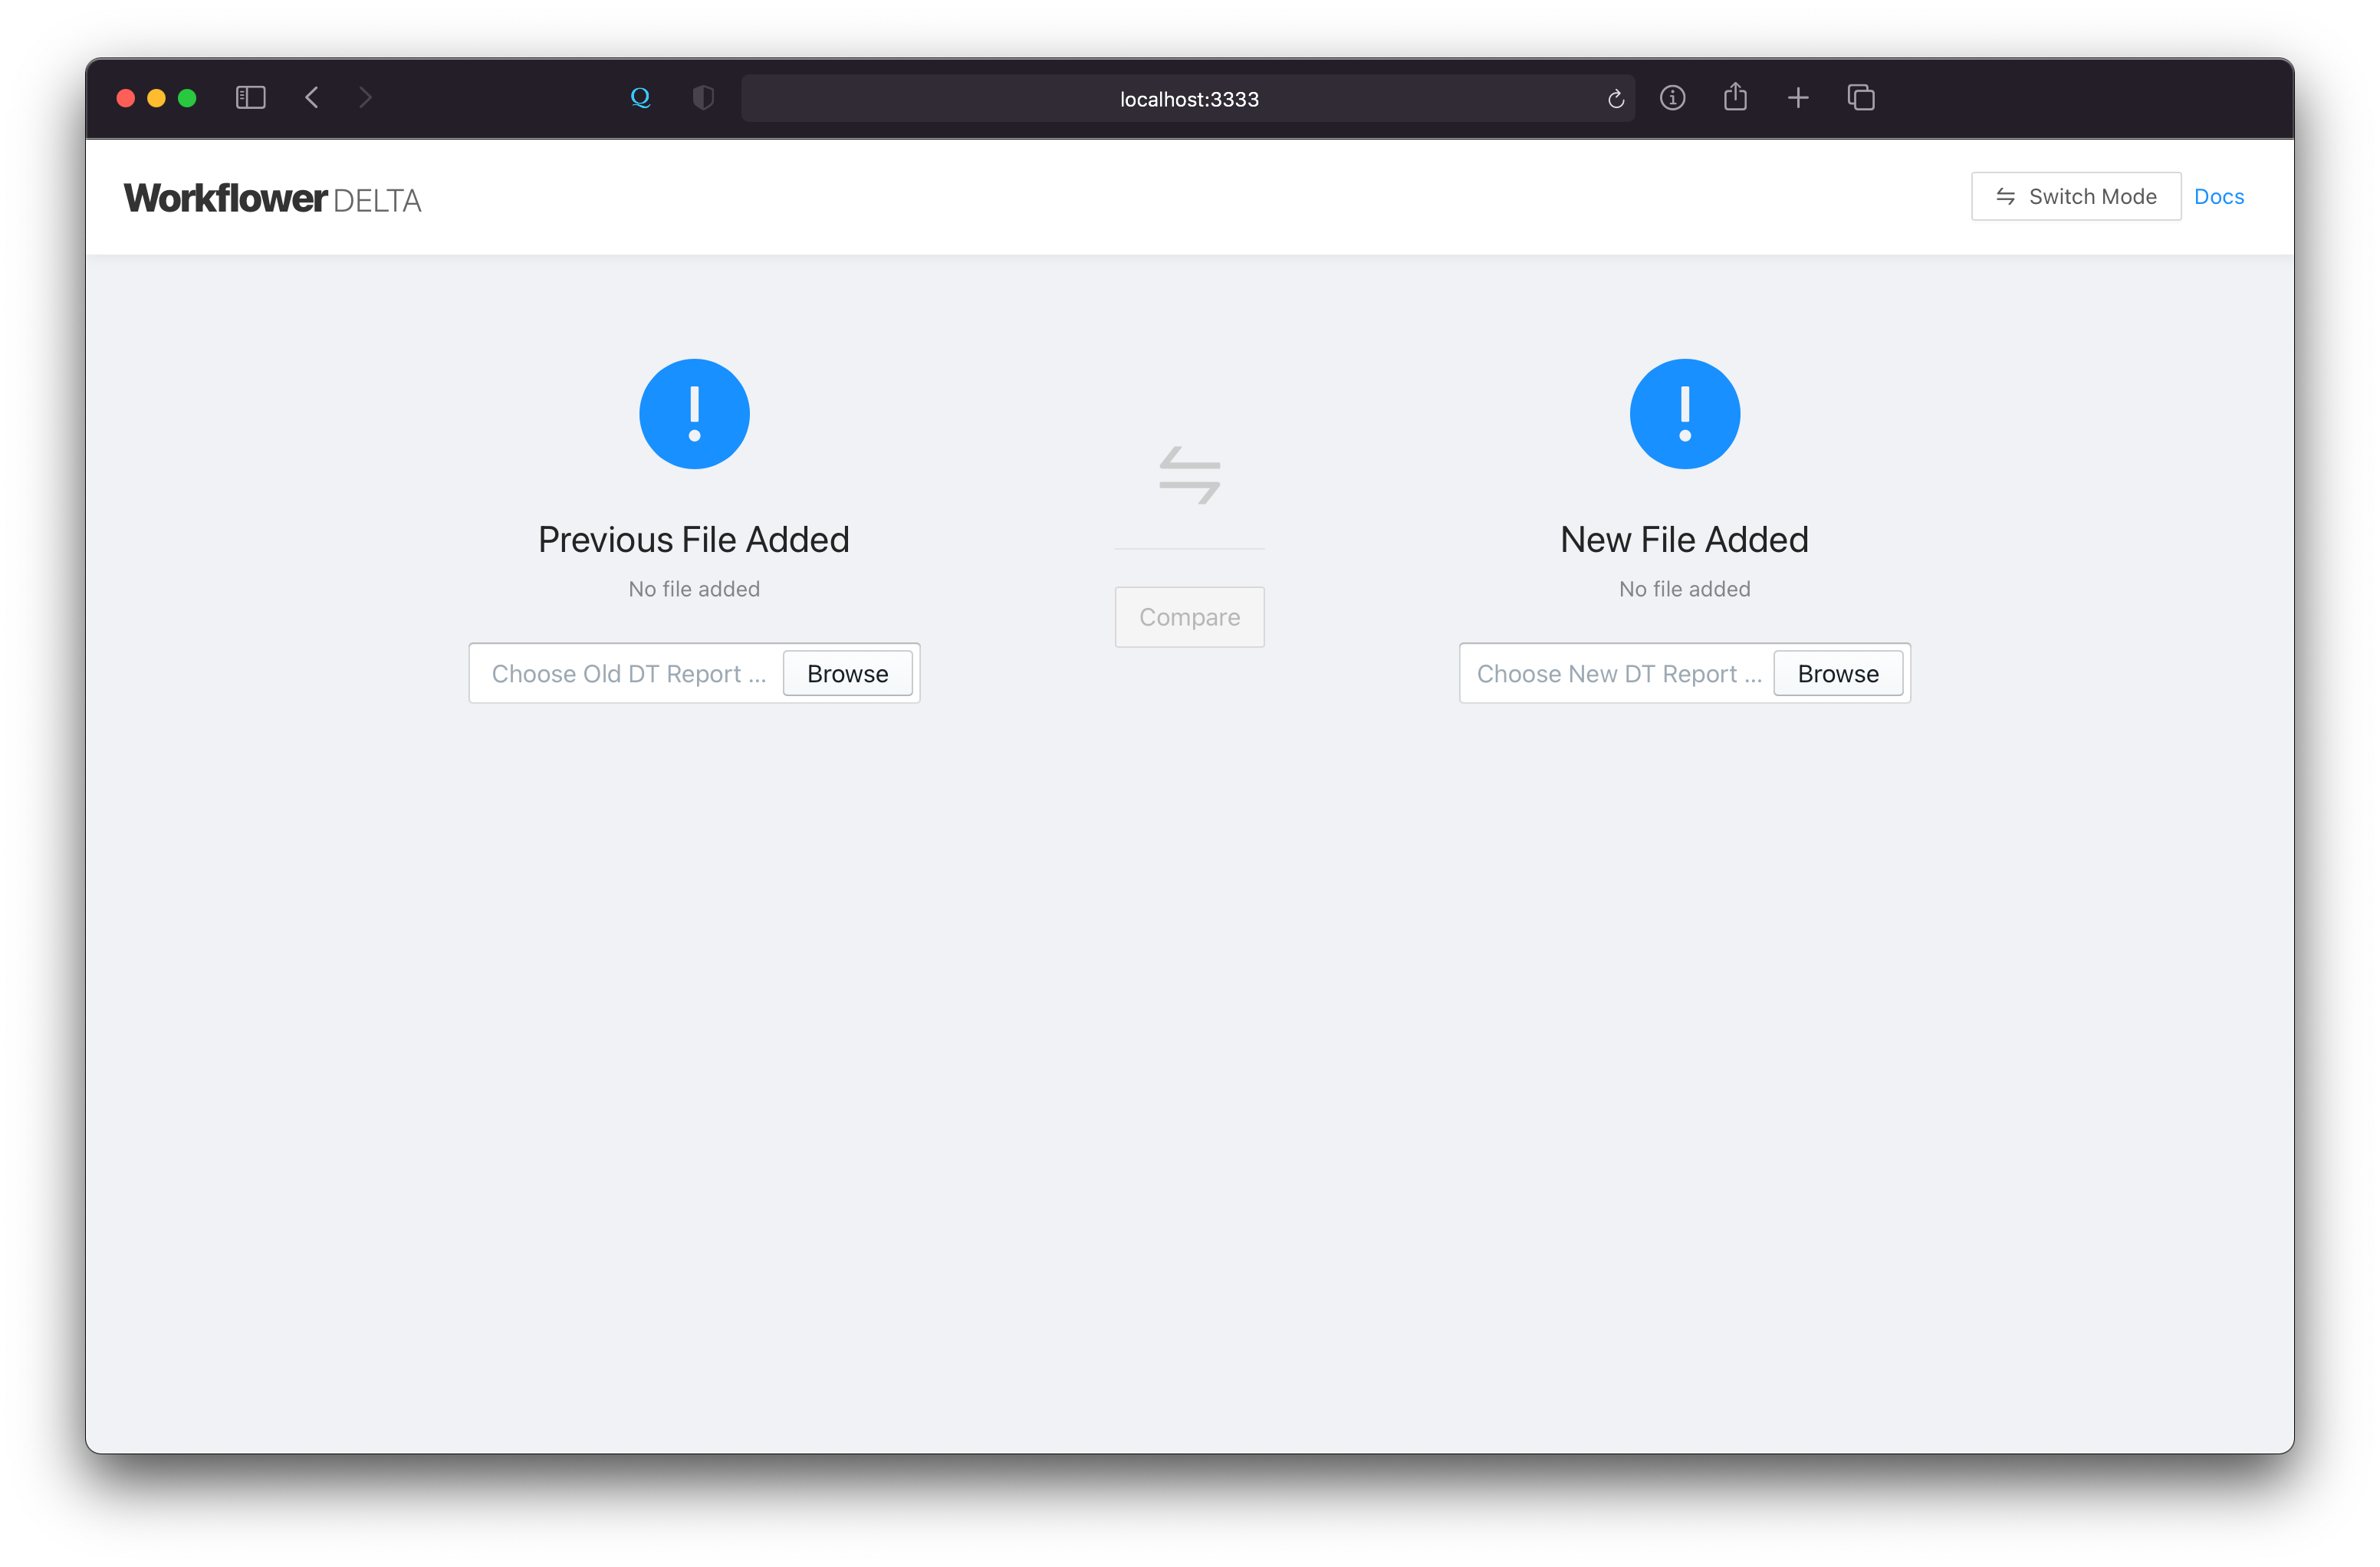 localhost:3333
Workflower DELTA
Switch Mode
Docs
Previous File Added
No file added
Choose Old DT Report ...
Browse
Compare
New File Added
No file added
Choose New DT Report ...
Browse